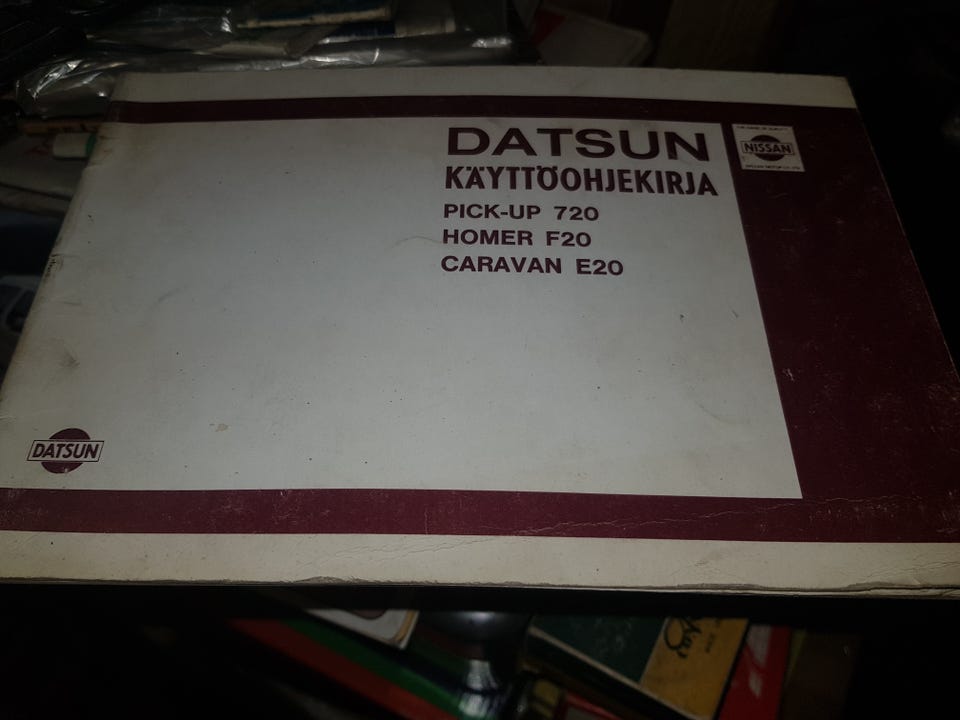 DATSUN
KÄYTTÖOHJEKIRJA
PICK-UP 720
HOMER F20
CARAVAN E20
NISSAN
DATSUN